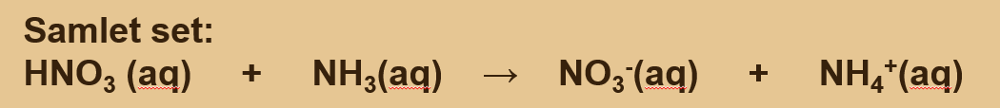 Samlet set:
HNO₃ (aq) + NH₃(aq) → NO₃⁻(aq) + NH₄⁺(aq)